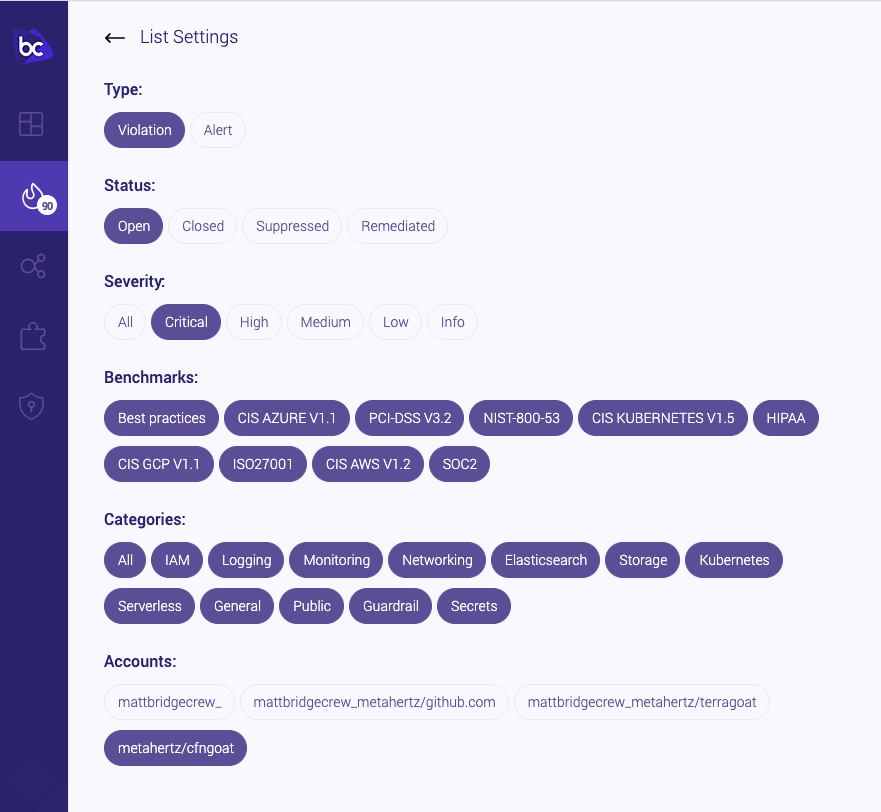 bc
List Settings
Type:
Violation Alert
Status:
Open Closed Suppressed Remediated
90
Severity:
All Critical High Medium Low Info
Benchmarks:
Best practices CIS AZURE V1.1 PCI-DSS V3.2 NIST-800-53 CIS KUBERNETES V1.5 HIPAA
CIS GCP V1.1 ISO27001 CIS AWS V1.2 SOC2
Categories:
All IAM Logging Monitoring Networking Elasticsearch Storage Kubernetes
Serverless General Public Guardrail Secrets
Accounts:
mattbridgecrew_ mattbridgecrew_metahertz/github.com mattbridgecrew_metahertz/terragoat
metahertz/cfngoat